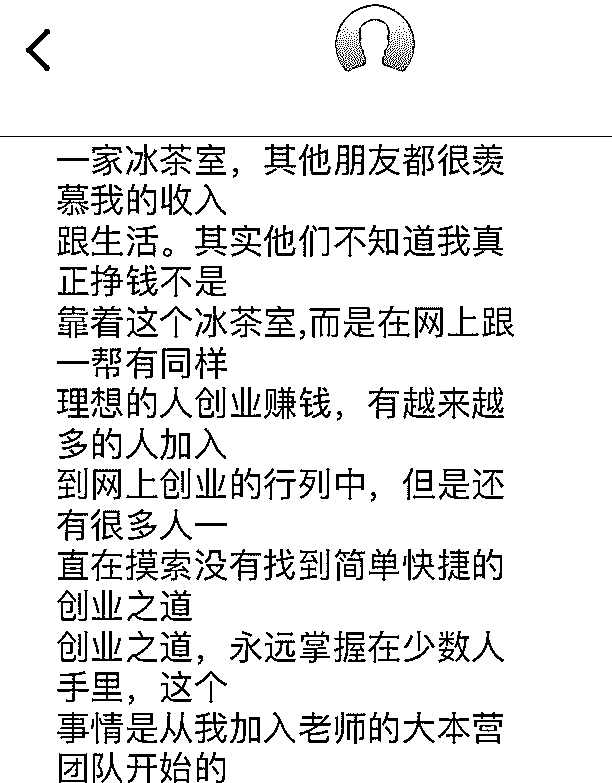 一家冰茶室，其他朋友都很羡
慕我的收入
跟生活。其实他们不知道我真
正挣钱不是
靠着这个冰茶室,而是在网上跟
一帮有同样
理想的人创业赚钱，有越来越
多的人加入
到网上创业的行列中，但是还
有很多人一
直在摸索没有找到简单快捷的
创业之道
创业之道，永远掌握在少数人
手里，这个
事情是从我加入老师的大本营
团队开始的